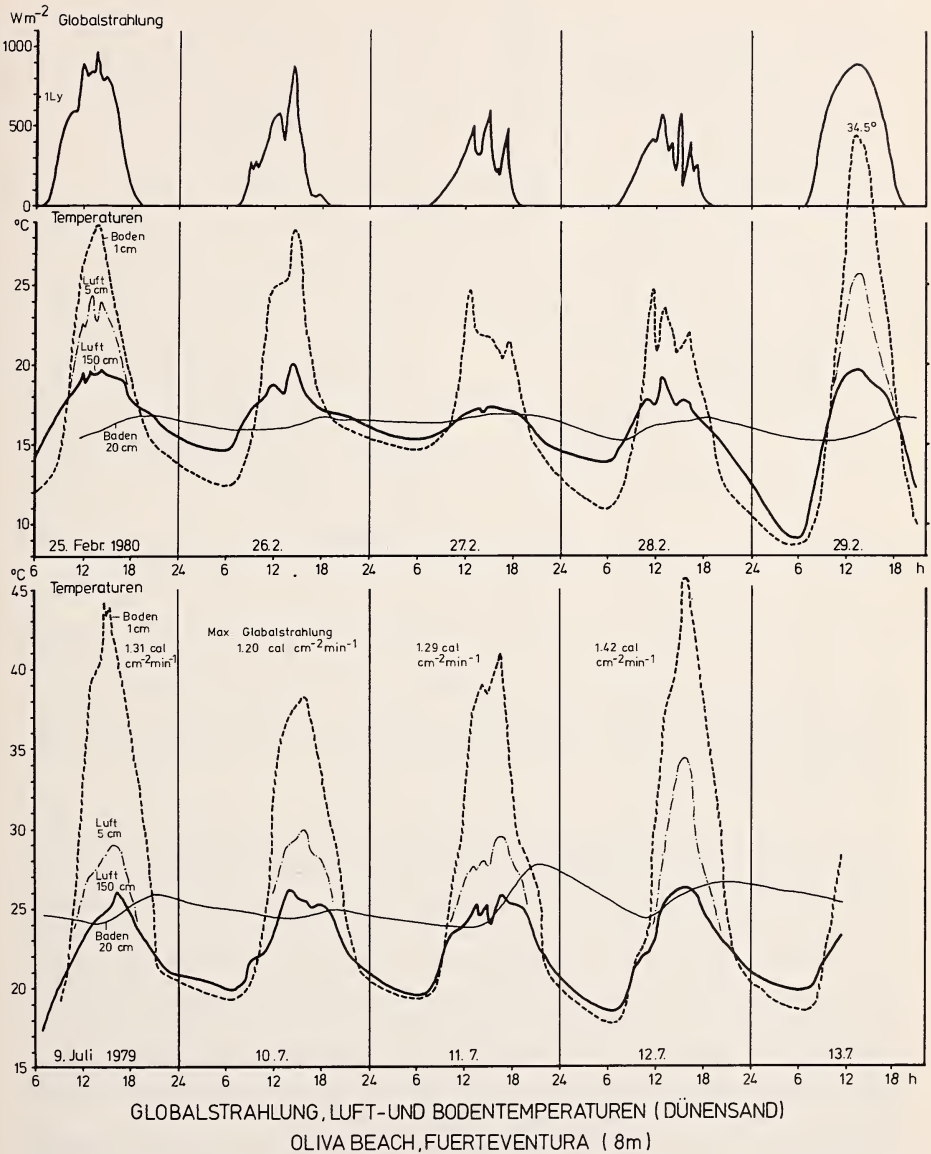 Wm⁻² Globalstrahlung
1000
1Ly
500
0
34.5°
°C Temperaturen
Boden
1cm
25
Luft
5 cm
20
Luft
150 cm
15
Baden
20 cm
10
25. Febr. 1980 26.2. 27.2. 28.2. 29.2.
6 12 18 24 6 12 18 24 6 12 18 24 6 12 18 24 6 12 18 h
°C
Temperaturen
45
Boden
1cm
1.31 cal
cm⁻²min⁻¹
Max Globalstrahlung
1.20 cal cm⁻²min⁻¹
1.29 cal
cm⁻²min⁻¹
1.42 cal
cm⁻²min⁻¹
40
35
30
Luft
5 cm
Luft
150 cm
25
Baden
20 cm
20
9. Juli 1979 10.7. 11.7. 12.7. 13.7.
15
6 12 18 24 6 12 18 24 6 12 18 24 6 12 18 24 6 12 18 h
GLOBALSTRAHLUNG, LUFT-UND BODENTEMPERATUREN ( DÜNENSAND)
OLIVA BEACH, FUERTEVENTURA ( 8m)